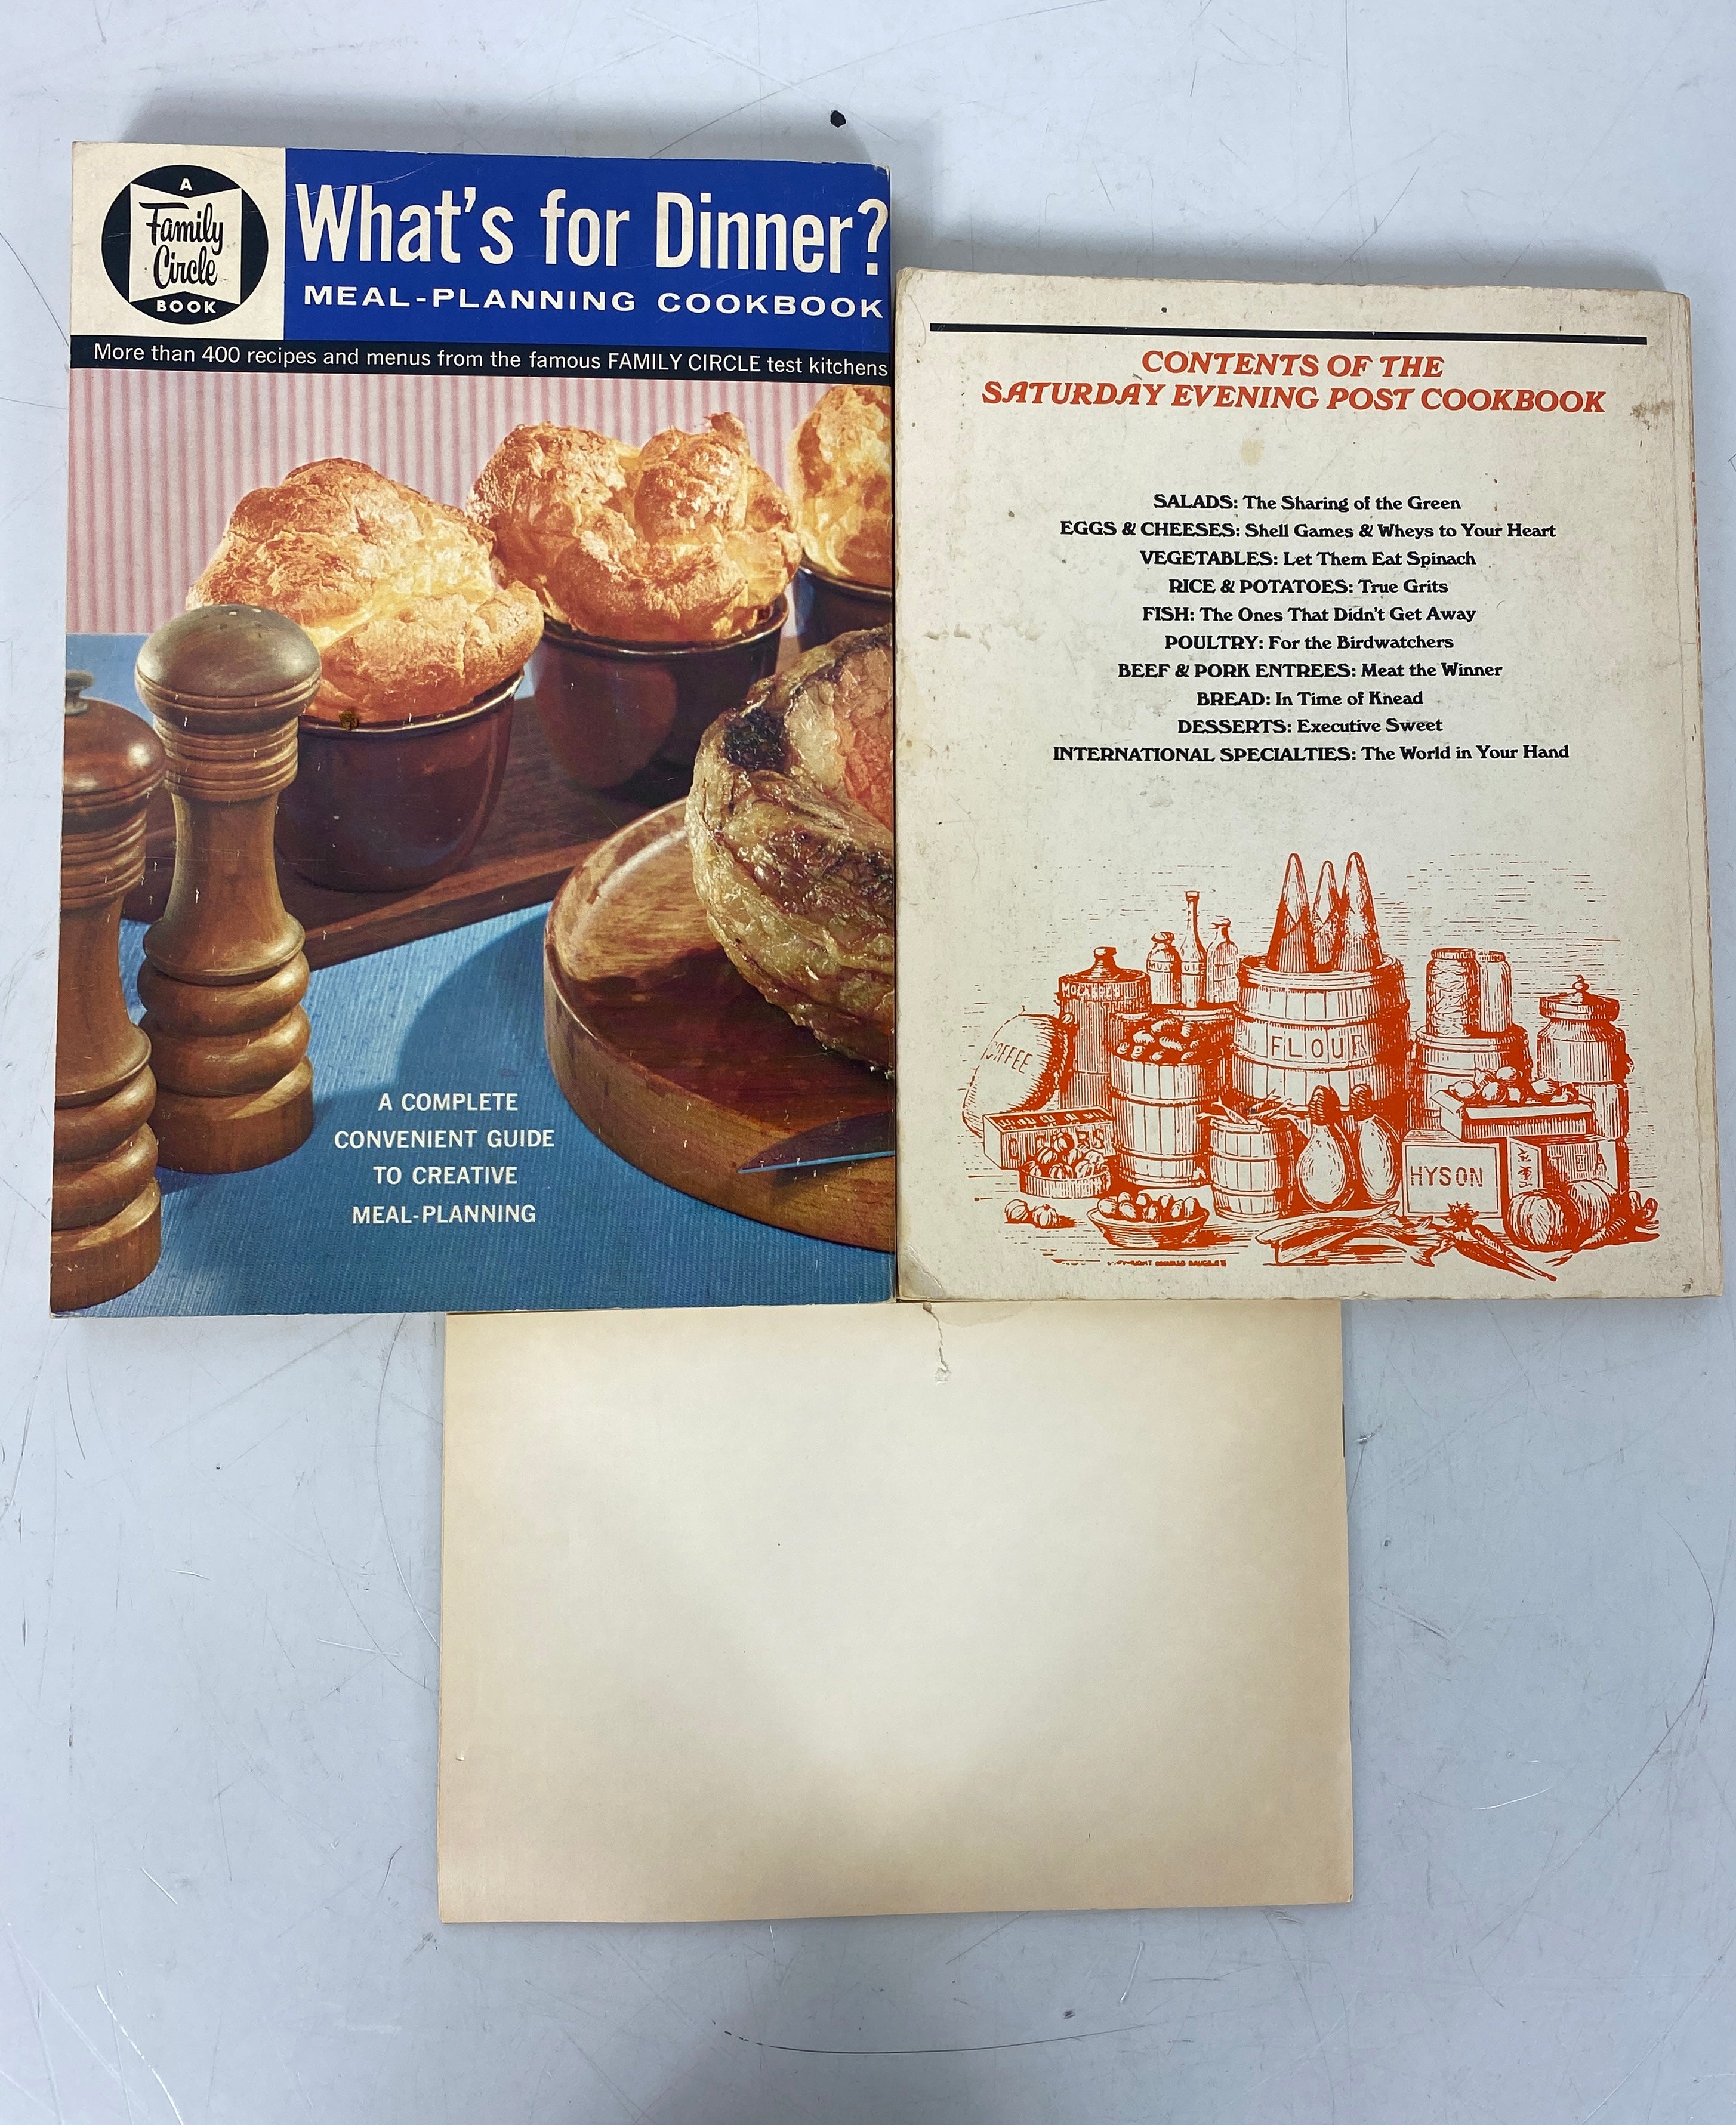 A
Family
Circle
BOOK
What's for Dinner?
MEAL-PLANNING COOKBOOK
More than 400 recipes and menus from the famous FAMILY CIRCLE test kitchens
A COMPLETE
CONVENIENT GUIDE
TO CREATIVE
MEAL-PLANNING
CONTENTS OF THE
SATURDAY EVENING POST COOKBOOK
SALADS: The Sharing of the Green
EGGS & CHEESES: Shell Games & Wheys to Your Heart
VEGETABLES: Let Them Eat Spinach
RICE & POTATOES: True Grits
FISH: The Ones That Didn't Get Away
POULTRY: For the Birdwatchers
BEEF & PORK ENTREES: Meat the Winner
BREAD: In Time of Knead
DESSERTS: Executive Sweet
INTERNATIONAL SPECIALTIES: The World in Your Hand
MOLASSES
FLOUR
COFFEE
HYSON
TEA